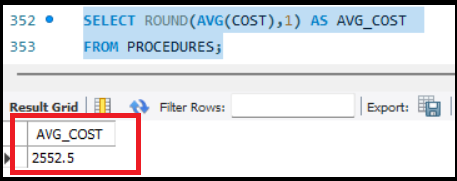 352 SELECT ROUND(AVG(COST),1) AS AVG_COST
353 FROM PROCEDURES;
Result Grid Filter Rows: Export:
AVG_COST
2552.5